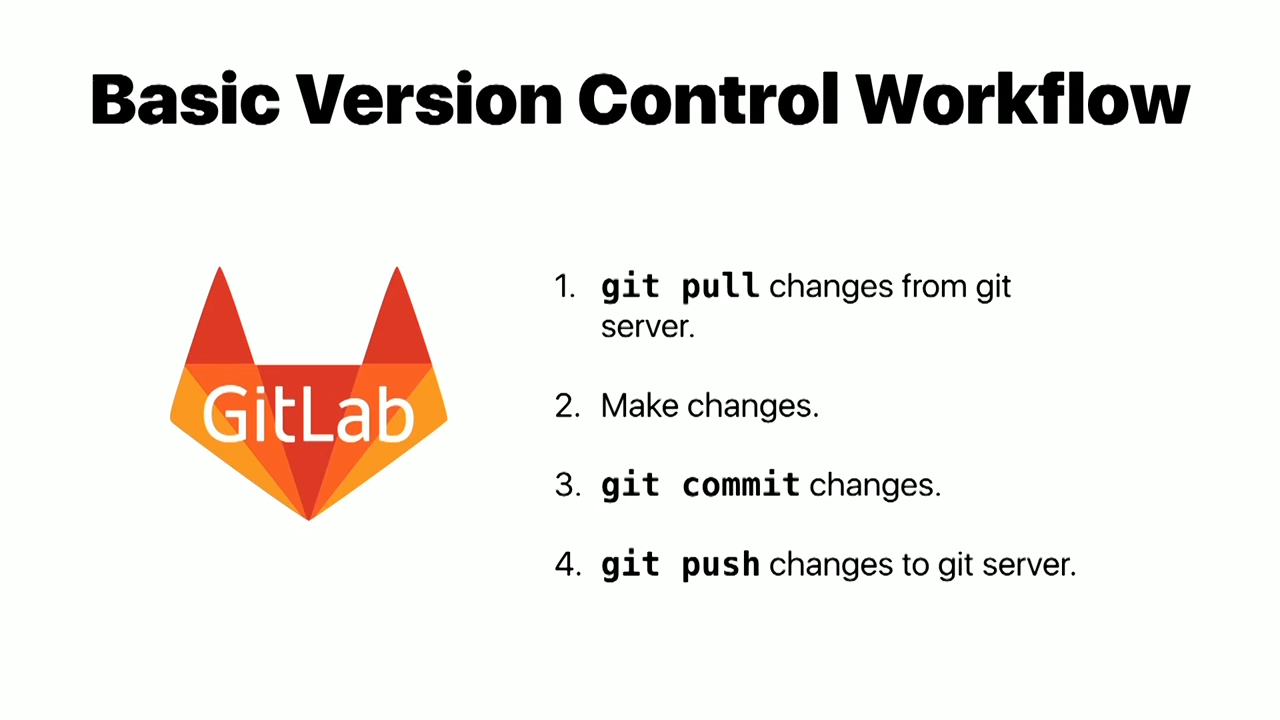 Basic Version Control Workflow
GitLab
1. git pull changes from git
server.
2. Make changes.
3. git commit changes.
4. git push changes to git server.